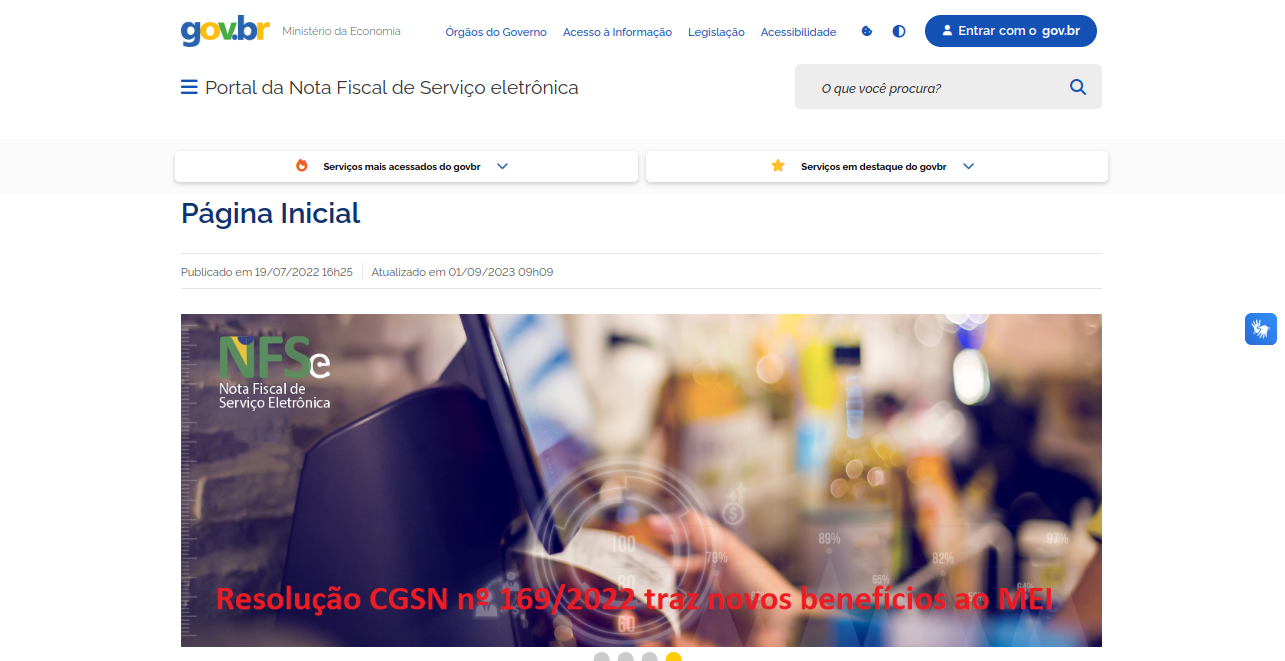 gov.br
Ministério da Economia
Órgãos do Governo
Acesso à Informação
Legislação
Acessibilidade
Entrar com o gov.br
Portal da Nota Fiscal de Serviço eletrônica
O que você procura?
Serviços mais acessados do govbr
Serviços em destaque do govbr
Página Inicial
Publicado em 19/07/2022 16h25
Atualizado em 01/09/2023 09h09
NFSe
Nota Fiscal de
Serviço Eletrônica
100
89%
97%
79%
82%
80
65%
64%
Resolução CGSN nº 169/2022 traz novos benefícios ao MEI
60